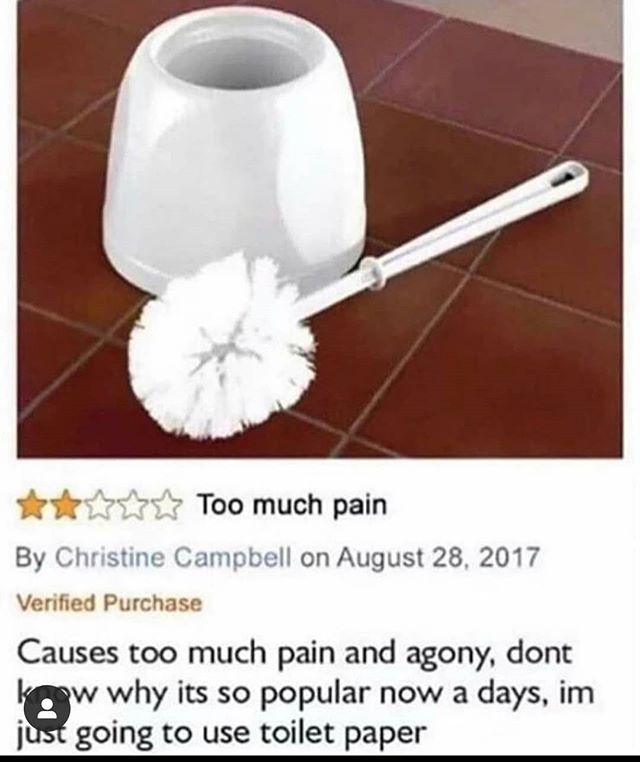 Too much pain
By Christine Campbell on August 28, 2017
Verified Purchase
Causes too much pain and agony, dont
know why its so popular now a days, im
just going to use toilet paper